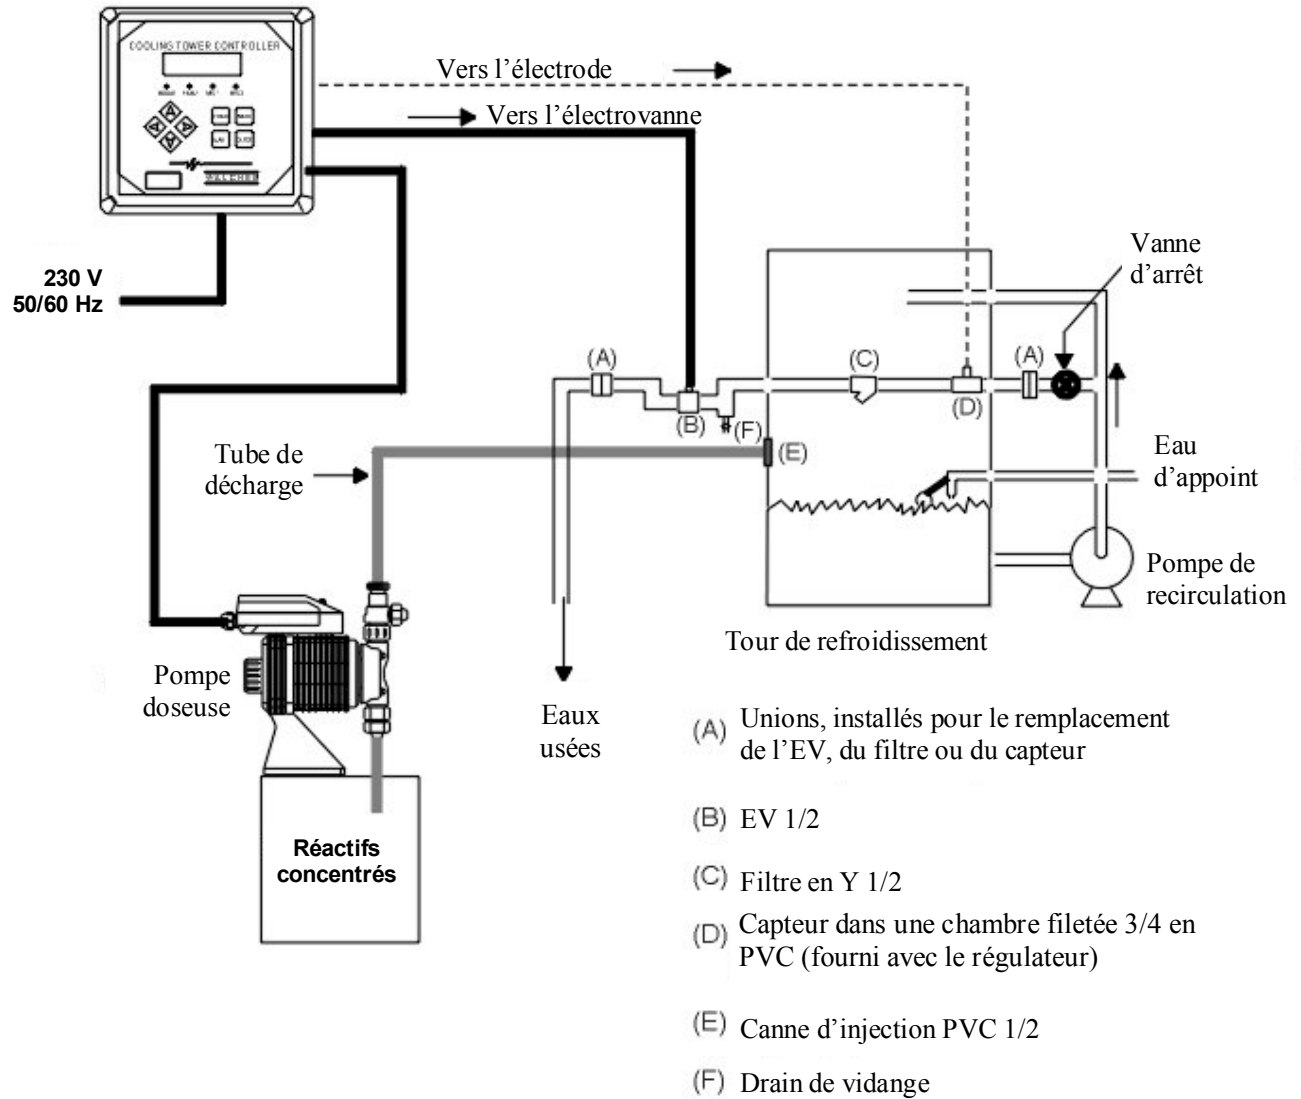 COOLING TOWER CONTROLLER
Vers l’électrode
Vers l’électrovanne
230 V
50/60 Hz
Vanne
d’arrêt
(A)
(C)
(A)
(B)
(F)
(D)
(E)
Tube de
décharge
Eau
d’appoint
Pompe de
recirculation
Tour de refroidissement
Pompe
doseuse
Eaux
usées
Réactifs
concentrés
(A) Unions, installés pour le remplacement
de l’EV, du filtre ou du capteur
(B) EV 1/2
(C) Filtre en Y 1/2
(D) Capteur dans une chambre filetée 3/4 en
PVC (fourni avec le régulateur)
(E) Canne d’injection PVC 1/2
(F) Drain de vidange